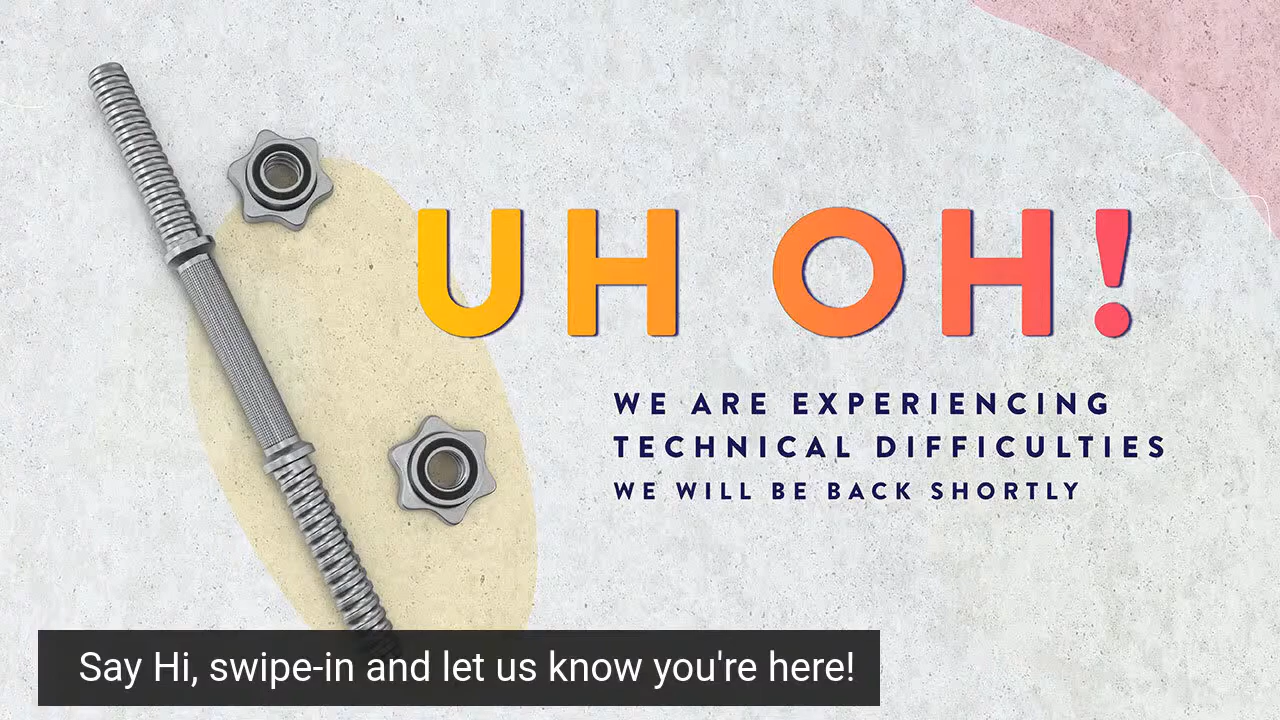 UH OH!
WE ARE EXPERIENCING
TECHNICAL DIFFICULTIES
WE WILL BE BACK SHORTLY
Say Hi, swipe-in and let us know you're here!